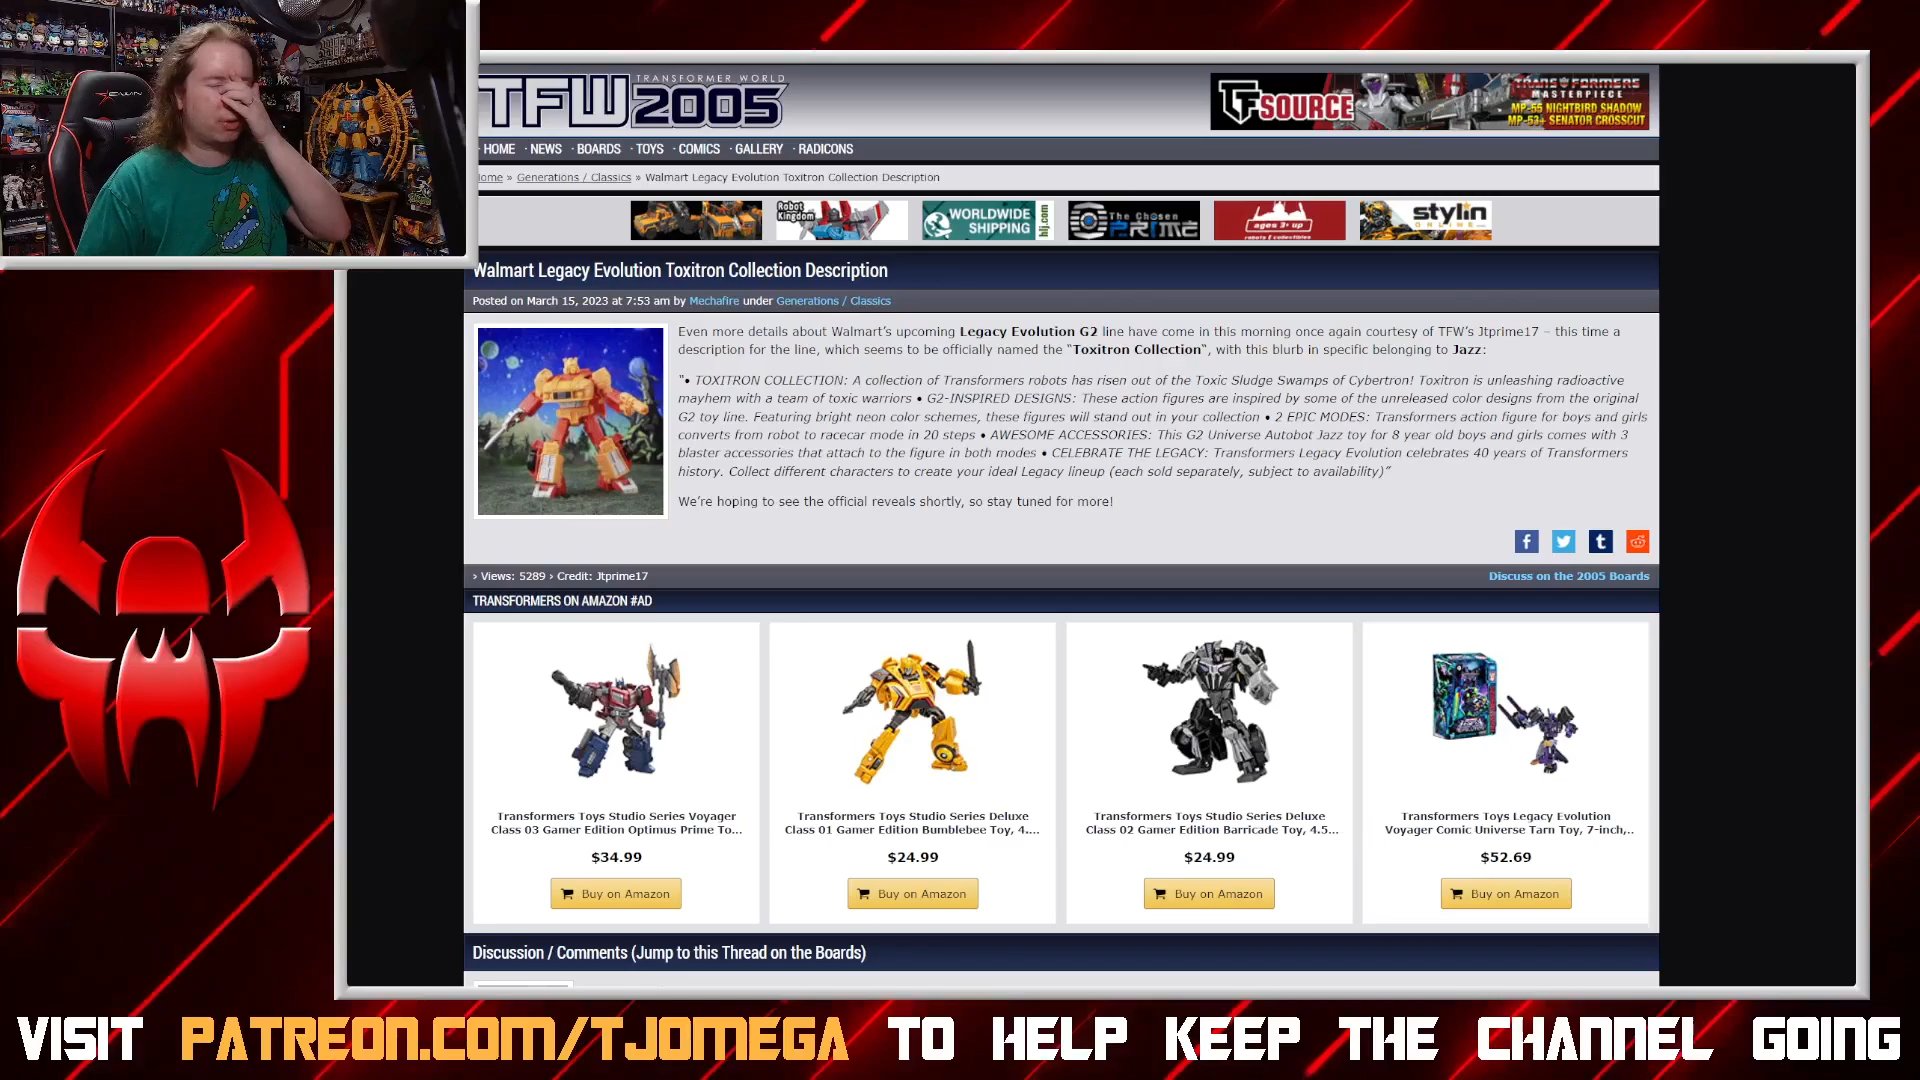 TRANSFORMER WORLD
TFW2005
TFSOURCE
TRANSFORMERS
MASTERPIECE
MP-55 NIGHTBIRD SHADOW
MP-53+ SENATOR CROSSCUT
· HOME · NEWS · BOARDS · TOYS · COMICS · GALLERY · RADICONS
ome » Generations / Classics » Walmart Legacy Evolution Toxitron Collection Description
Robot
Kingdom
WORLDWIDE
SHIPPING
hlj.com
The Chosen
PRIME
ages 3+ up
robots & collectibles
stylin
ONLINE
Walmart Legacy Evolution Toxitron Collection Description
Posted on March 15, 2023 at 7:53 am by Mechafire under Generations / Classics
Even more details about Walmart's upcoming Legacy Evolution G2 line have come in this morning once again courtesy of TFW's Jtprime17 – this time a
description for the line, which seems to be officially named the "Toxitron Collection", with this blurb in specific belonging to Jazz:
"• TOXITRON COLLECTION: A collection of Transformers robots has risen out of the Toxic Sludge Swamps of Cybertron! Toxitron is unleashing radioactive
mayhem with a team of toxic warriors • G2-INSPIRED DESIGNS: These action figures are inspired by some of the unreleased color designs from the original
G2 toy line. Featuring bright neon color schemes, these figures will stand out in your collection • 2 EPIC MODES: Transformers action figure for boys and girls
converts from robot to racecar mode in 20 steps • AWESOME ACCESSORIES: This G2 Universe Autobot Jazz toy for 8 year old boys and girls comes with 3
blaster accessories that attach to the figure in both modes • CELEBRATE THE LEGACY: Transformers Legacy Evolution celebrates 40 years of Transformers
history. Collect different characters to create your ideal Legacy lineup (each sold separately, subject to availability)"
We're hoping to see the official reveals shortly, so stay tuned for more!
› Views: 5289 › Credit: Jtprime17
Discuss on the 2005 Boards
TRANSFORMERS ON AMAZON #AD
Transformers Toys Studio Series Voyager
Class 03 Gamer Edition Optimus Prime To...
$34.99
Buy on Amazon
Transformers Toys Studio Series Deluxe
Class 01 Gamer Edition Bumblebee Toy, 4....
$24.99
Buy on Amazon
Transformers Toys Studio Series Deluxe
Class 02 Gamer Edition Barricade Toy, 4.5...
$24.99
Buy on Amazon
Transformers Toys Legacy Evolution
Voyager Comic Universe Tarn Toy, 7-inch,..
$52.69
Buy on Amazon
Discussion / Comments (Jump to this Thread on the Boards)
VISIT PATREON.COM/TJOMEGA TO HELP KEEP THE CHANNEL GOING